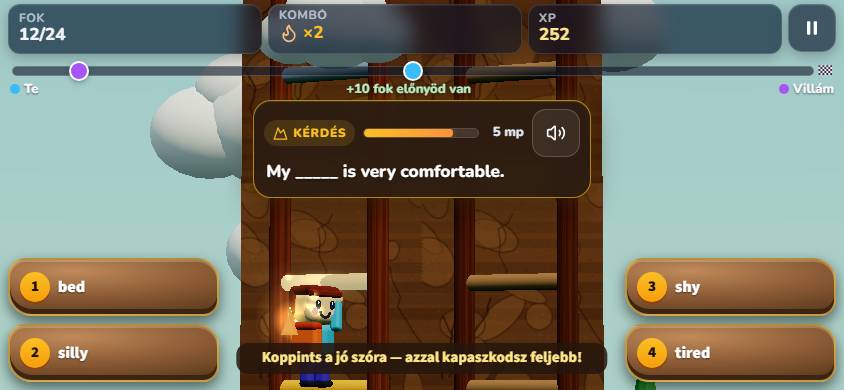 FOK
12/24
KOMBÓ
×2
XP
252
Te
+10 fok előnyöd van
Villám
KÉRDÉS
5 mp
My _____ is very comfortable.
1 bed
2 silly
3 shy
4 tired
Koppints a jó szóra — azzal kapaszkodsz feljebb!